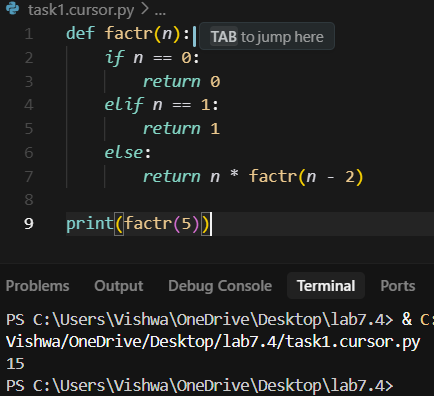 task1.cursor.py > ...
1 def factr(n): TAB to jump here
2     if n == 0:
3         return 0
4     elif n == 1:
5         return 1
6     else:
7         return n * factr(n - 2)
8
9 print(factr(5))
Problems Output Debug Console Terminal Ports
PS C:\Users\Vishwa\OneDrive\Desktop\lab7.4> & C:
Vishwa/OneDrive/Desktop/lab7.4/task1.cursor.py
15
PS C:\Users\Vishwa\OneDrive\Desktop\lab7.4>